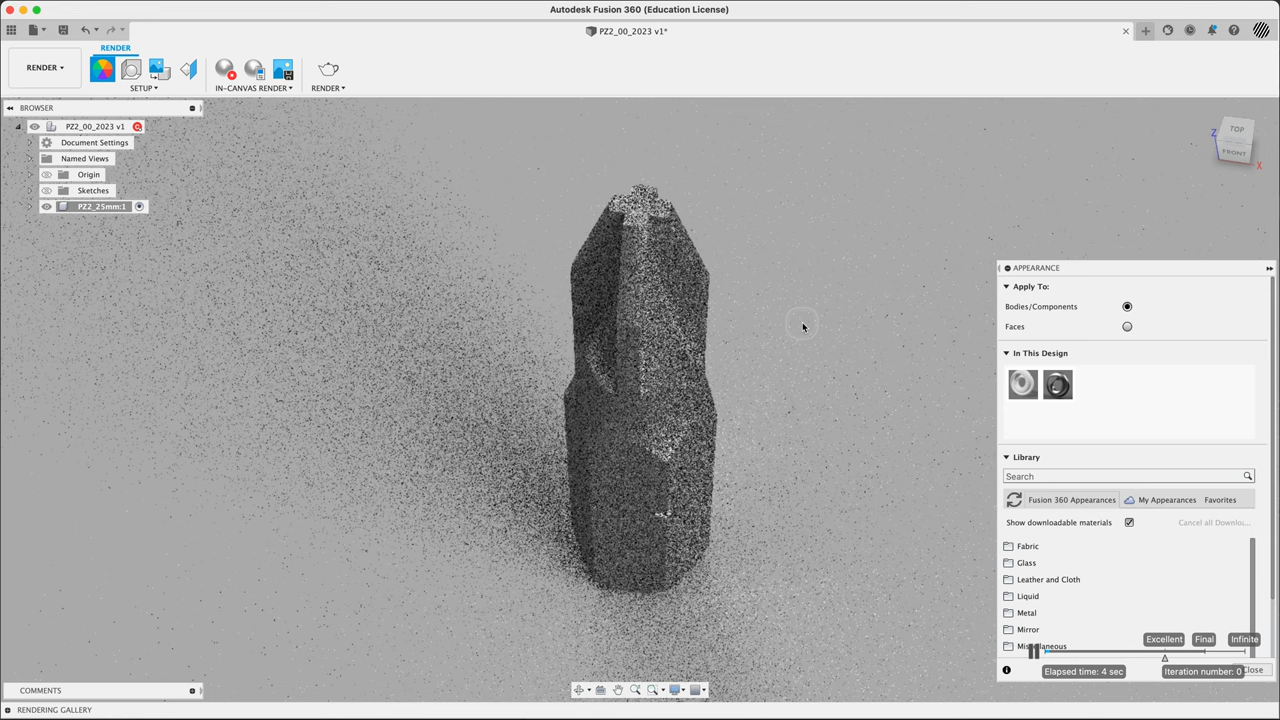 Autodesk Fusion 360 (Education License)
PZ2_00_2023 v1*
RENDER
RENDER
SETUP
IN-CANVAS RENDER
RENDER
BROWSER
PZ2_00_2023 v1
Document Settings
Named Views
Origin
Sketches
PZ2_25mm:1
TOP
FRONT
Z
X
APPEARANCE
Apply To:
Bodies/Components
Faces
In This Design
Library
Search
Fusion 360 Appearances
My Appearances
Favorites
Show downloadable materials
Cancel all Downlo...
Fabric
Glass
Leather and Cloth
Liquid
Metal
Mirror
Excellent
Final
Infinite
Elapsed time: 4 sec
Iteration number: 0
COMMENTS
RENDERING GALLERY